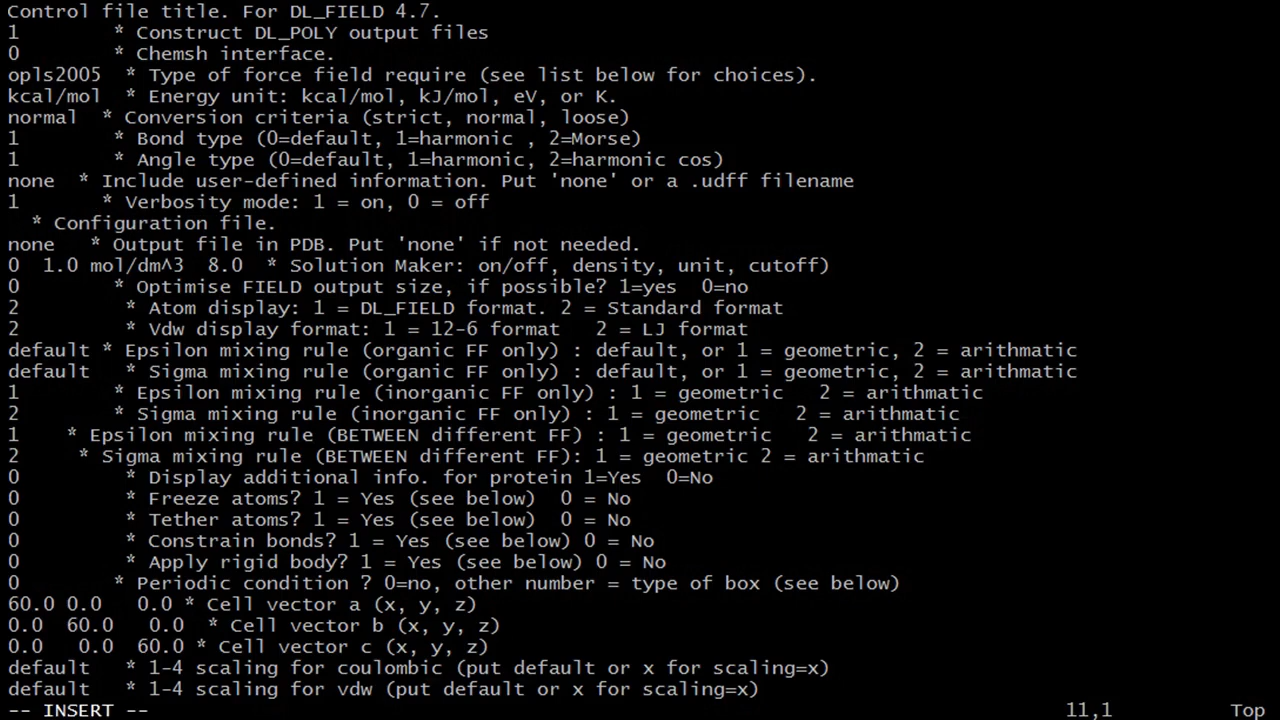 Control file title. For DL_FIELD 4.7.
1        * Construct DL_POLY output files
0        * Chemsh interface.
opls2005  * Type of force field require (see list below for choices).
kcal/mol  * Energy unit: kcal/mol, kJ/mol, eV, or K.
normal  * Conversion criteria (strict, normal, loose)
1          * Bond type (0=default, 1=harmonic , 2=Morse)
1          * Angle type (0=default, 1=harmonic, 2=harmonic cos)
none  * Include user-defined information. Put 'none' or a .udff filename
1         * Verbosity mode: 1 = on, 0 = off
  * Configuration file.
none   * Output file in PDB. Put 'none' if not needed.
0  1.0 mol/dm^3  8.0  * Solution Maker: on/off, density, unit, cutoff)
0          * Optimise FIELD output size, if possible? 1=yes  0=no
2         * Atom display: 1 = DL_FIELD format. 2 = Standard format
2         * Vdw display format: 1 = 12-6 format   2 = LJ format
default * Epsilon mixing rule (organic FF only) : default, or 1 = geometric, 2 = arithmatic
default   * Sigma mixing rule (organic FF only) : default, or 1 = geometric, 2 = arithmatic
1        * Epsilon mixing rule (inorganic FF only) : 1 = geometric   2 = arithmatic
2         * Sigma mixing rule (inorganic FF only) : 1 = geometric   2 = arithmatic
1    * Epsilon mixing rule (BETWEEN different FF) : 1 = geometric   2 = arithmatic
2     * Sigma mixing rule (BETWEEN different FF): 1 = geometric 2 = arithmatic
0         * Display additional info. for protein 1=Yes  0=No
0         * Freeze atoms? 1 = Yes (see below)  0 = No
0         * Tether atoms? 1 = Yes (see below)  0 = No
0         * Constrain bonds? 1 = Yes (see below) 0 = No
0         * Apply rigid body? 1 = Yes (see below) 0 = No
0        * Periodic condition ? 0=no, other number = type of box (see below)
60.0 0.0   0.0 * Cell vector a (x, y, z)
0.0  60.0   0.0  * Cell vector b (x, y, z)
0.0   0.0  60.0 * Cell vector c (x, y, z)
default   * 1-4 scaling for coulombic (put default or x for scaling=x)
default   * 1-4 scaling for vdw (put default or x for scaling=x)
-- INSERT --                                                                              11,1          Top